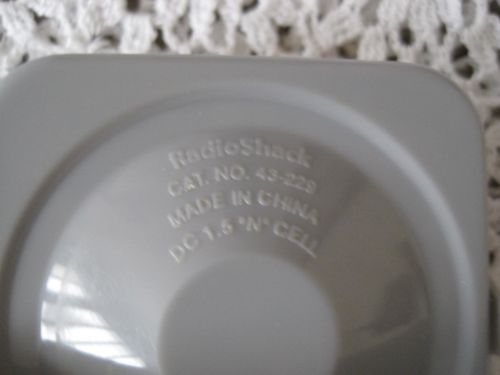 RadioShack
CAT. NO. 43-229
MADE IN CHINA
DC 1.5 "N" CELL